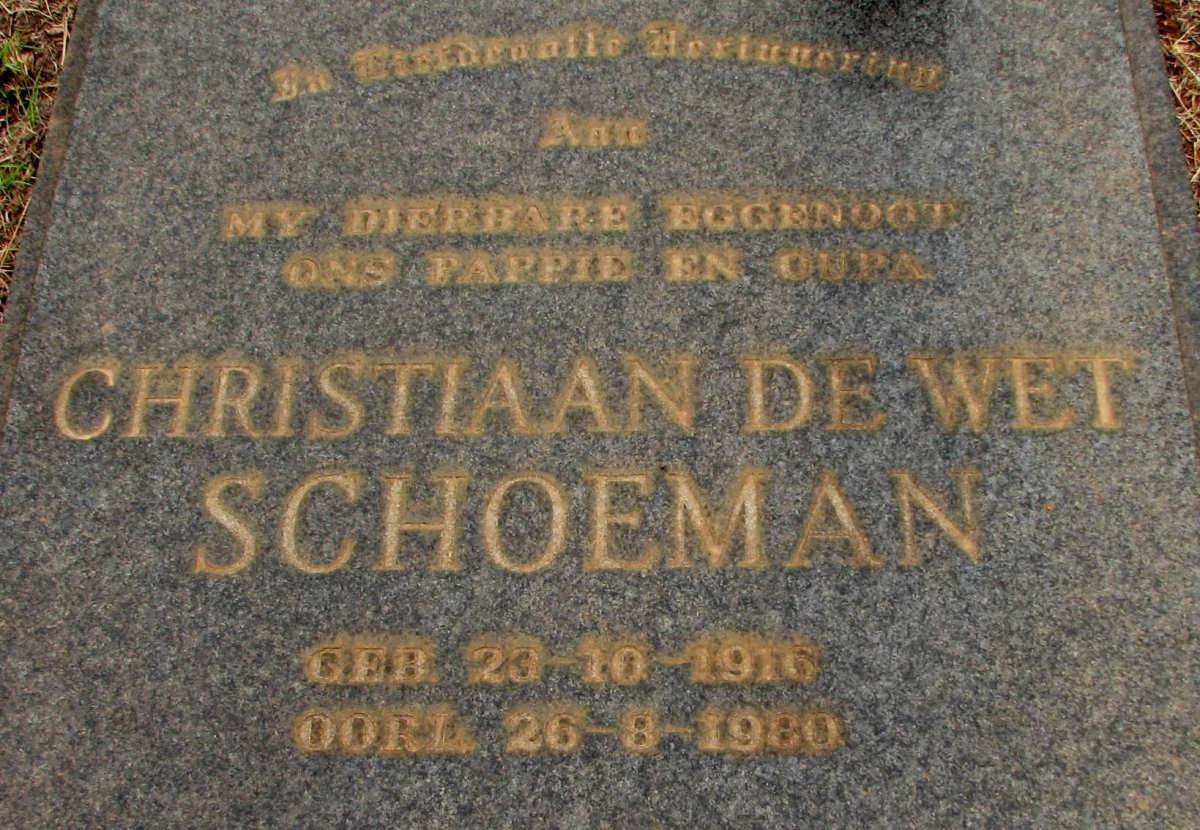 In Liefdevolle Herinnering
Aan
MY DIERBARE EGGENOOT
ONS PAPPIE EN OUPA
CHRISTIAAN DE WET
SCHOEMAN
GEB. 23-10-1916
OORL. 26-8-1980